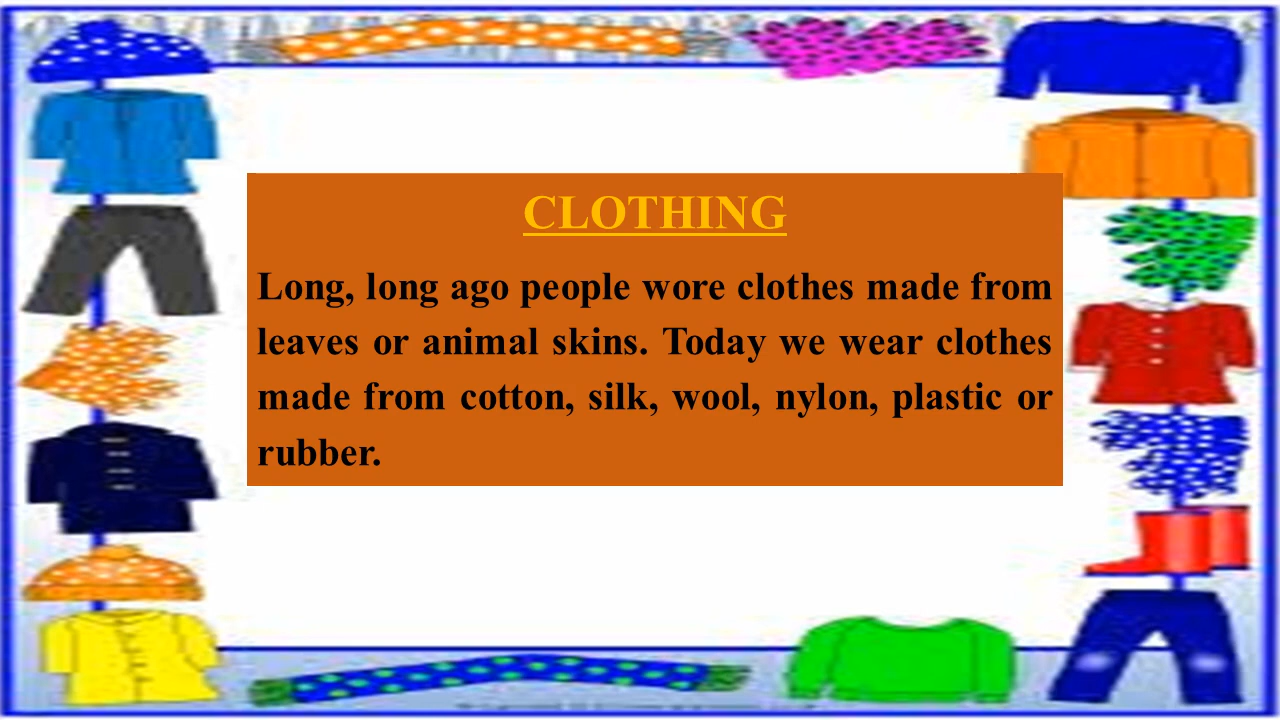 CLOTHING
Long, long ago people wore clothes made from
leaves or animal skins. Today we wear clothes
made from cotton, silk, wool, nylon, plastic or
rubber.